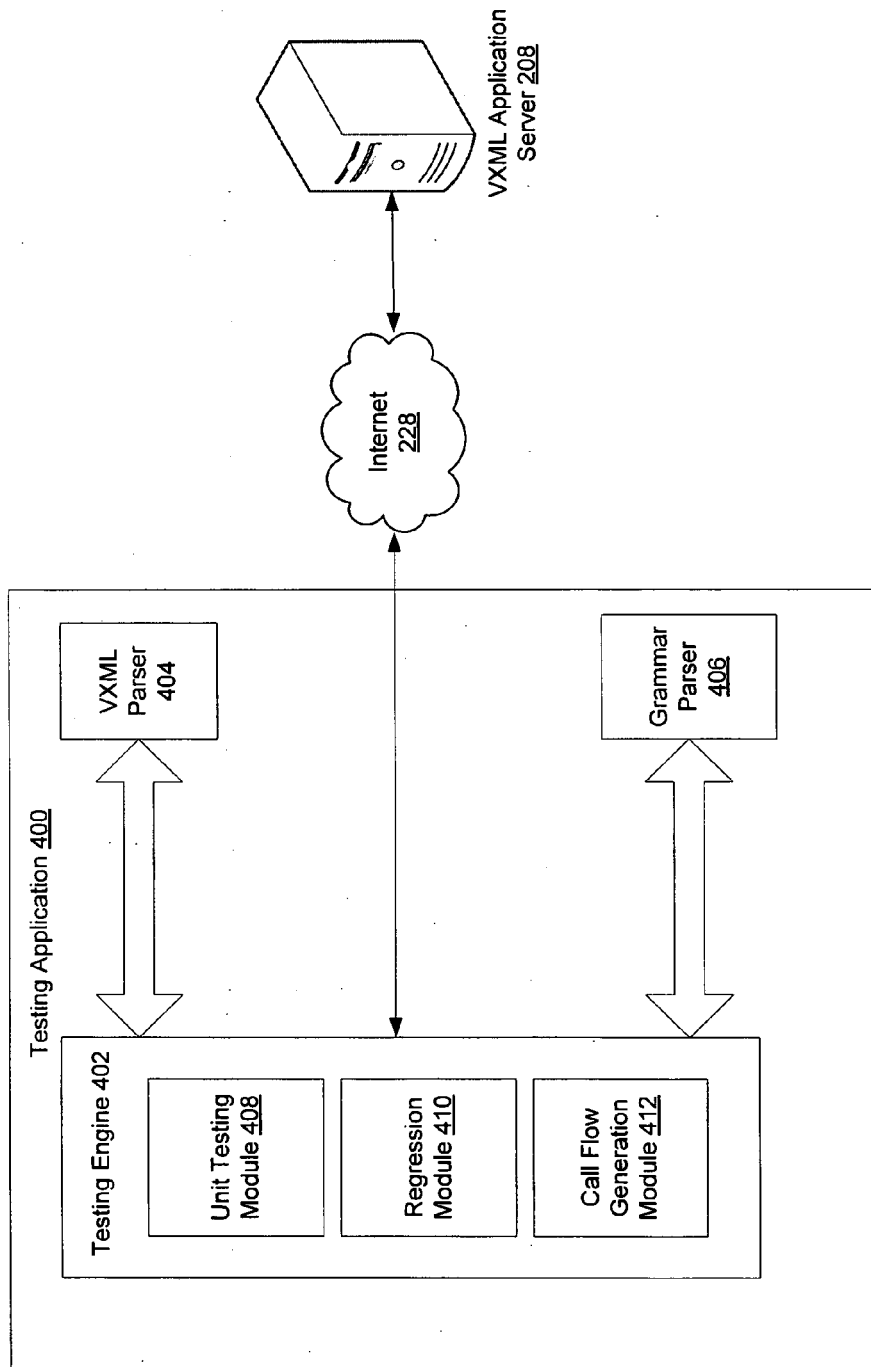 Testing Application 400
Testing Engine 402
Unit Testing
Module 408
Regression
Module 410
Call Flow
Generation
Module 412
VXML
Parser
404
Grammar
Parser
406
Internet
228
VXML Application
Server 208